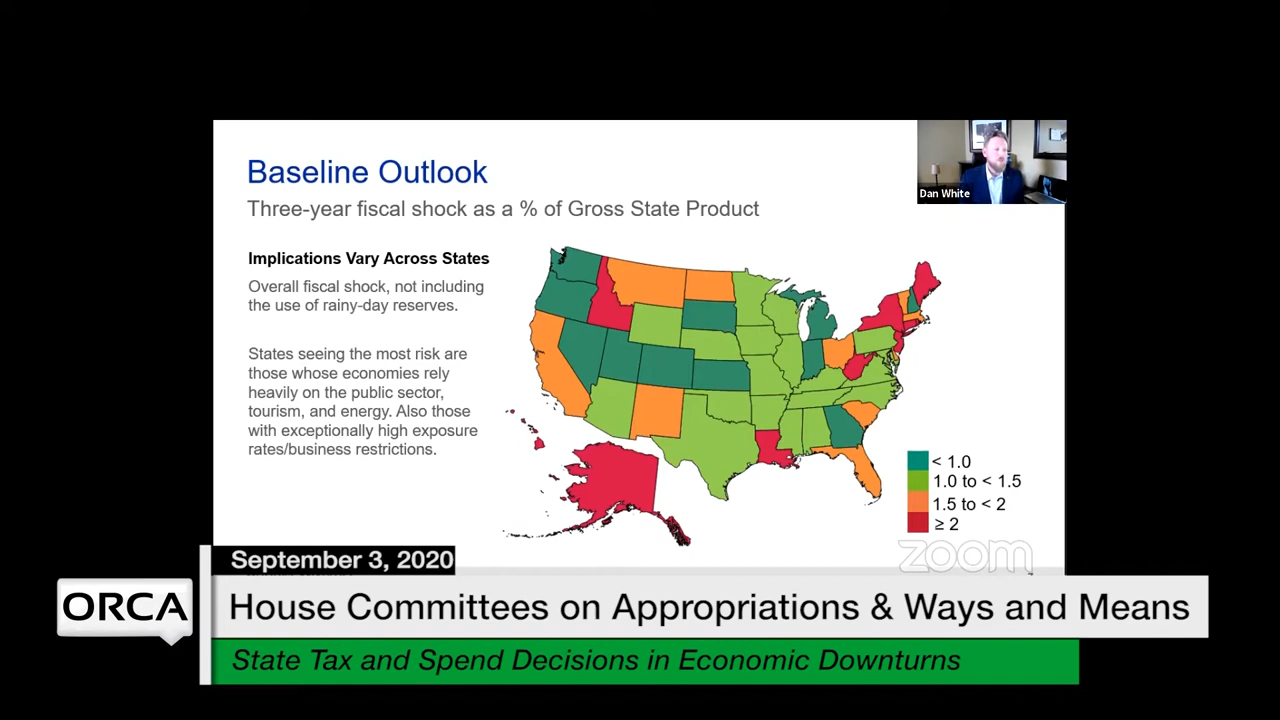 Baseline Outlook
Three-year fiscal shock as a % of Gross State Product
Dan White
Implications Vary Across States
Overall fiscal shock, not including
the use of rainy-day reserves.
States seeing the most risk are
those whose economies rely
heavily on the public sector,
tourism, and energy. Also those
with exceptionally high exposure
rates/business restrictions.
< 1.0
1.0 to < 1.5
1.5 to < 2
≥ 2
zoom
September 3, 2020
ORCA
House Committees on Appropriations & Ways and Means
State Tax and Spend Decisions in Economic Downturns